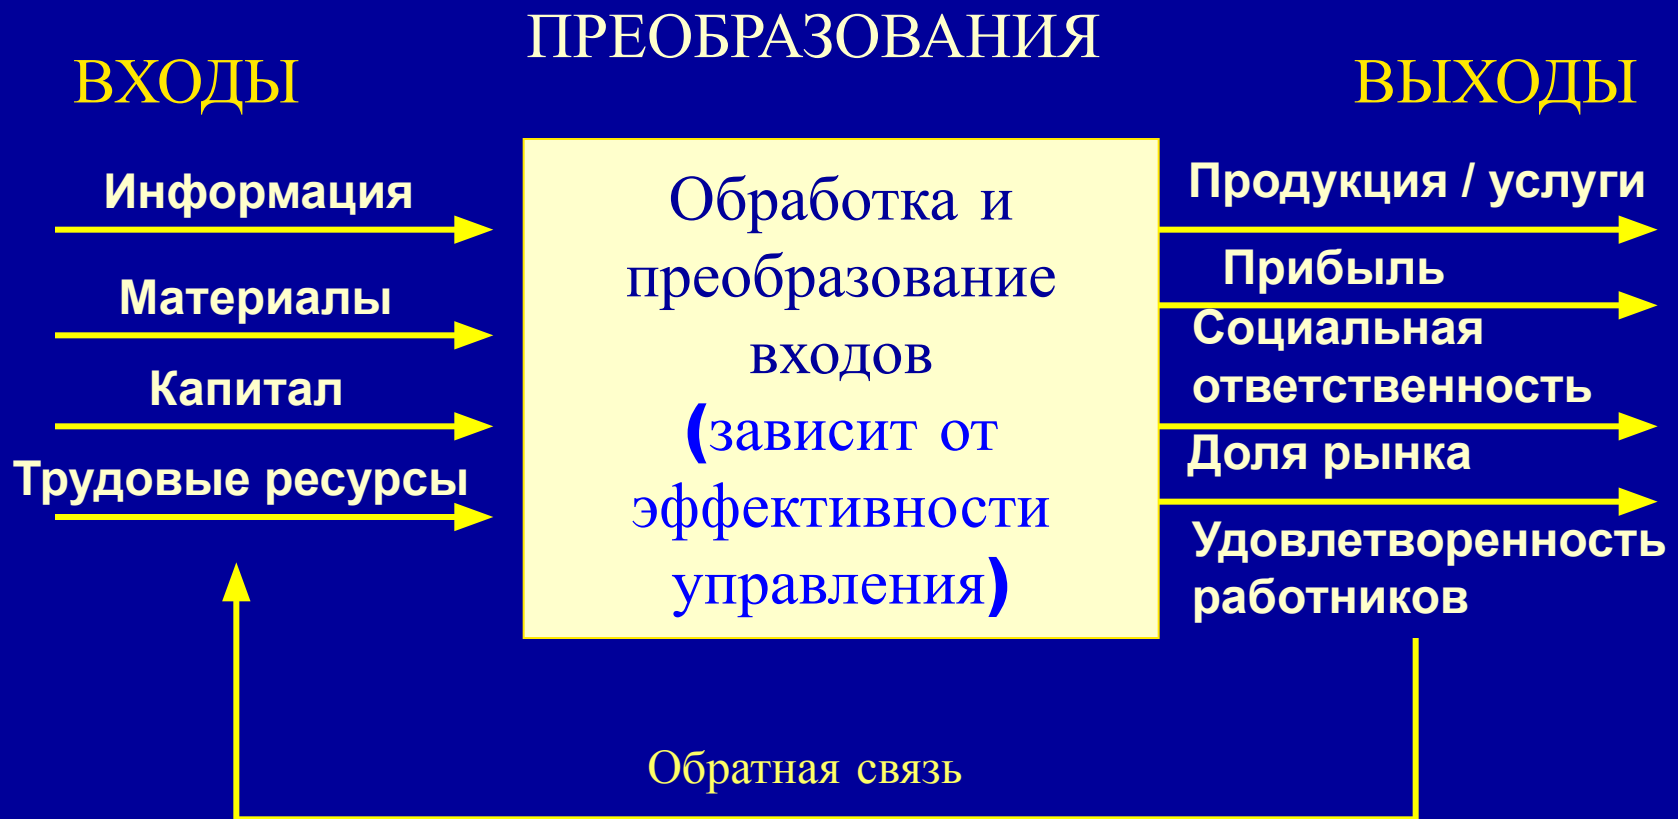 ПРЕОБРАЗОВАНИЯ
ВХОДЫ
ВЫХОДЫ
Информация
Материалы
Капитал
Трудовые ресурсы
Обработка и
преобразование
входов
(зависит от
эффективности
управления)
Продукция / услуги
Прибыль
Социальная
ответственность
Доля рынка
Удовлетворенность
работников
Обратная связь